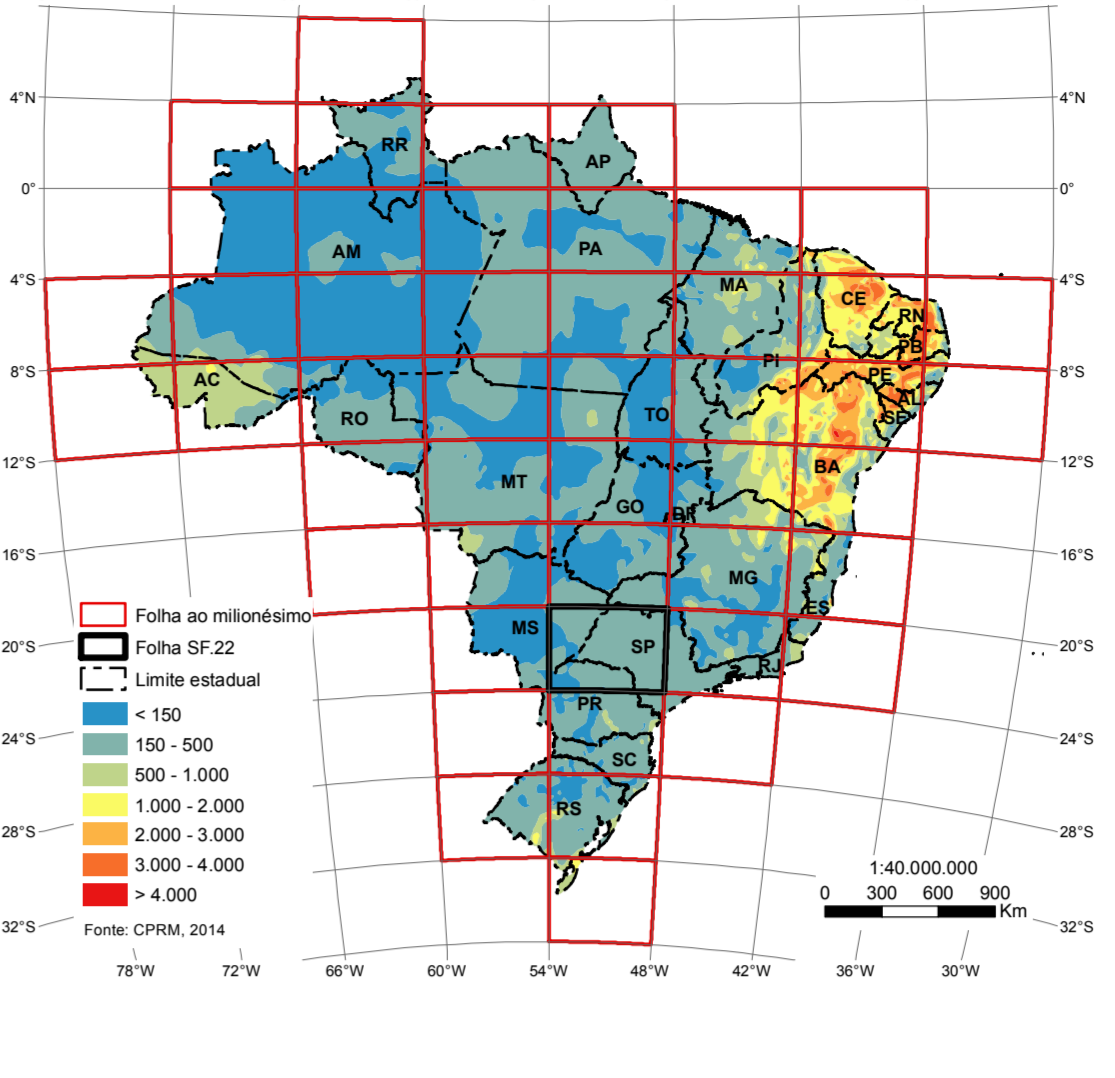 4°N
4°N
RR
AP
0°
0°
AM
PA
4°S
4°S
MA
CE
RN
PB
PI
8°S
8°S
PE
AC
AL
TO
SE
RO
BA
12°S
12°S
MT
GO
DF
16°S
16°S
MG
ES
Folha ao milionésimo
MS
SP
20°S
20°S
Folha SF.22
RJ
Limite estadual
PR
< 150
24°S
24°S
150 - 500
SC
500 - 1.000
1.000 - 2.000
RS
28°S
28°S
2.000 - 3.000
3.000 - 4.000
1:40.000.000
> 4.000
0 300 600 900
Km
Fonte: CPRM, 2014
32°S
32°S
78°W 72°W 66°W 60°W 54°W 48°W 42°W 36°W 30°W